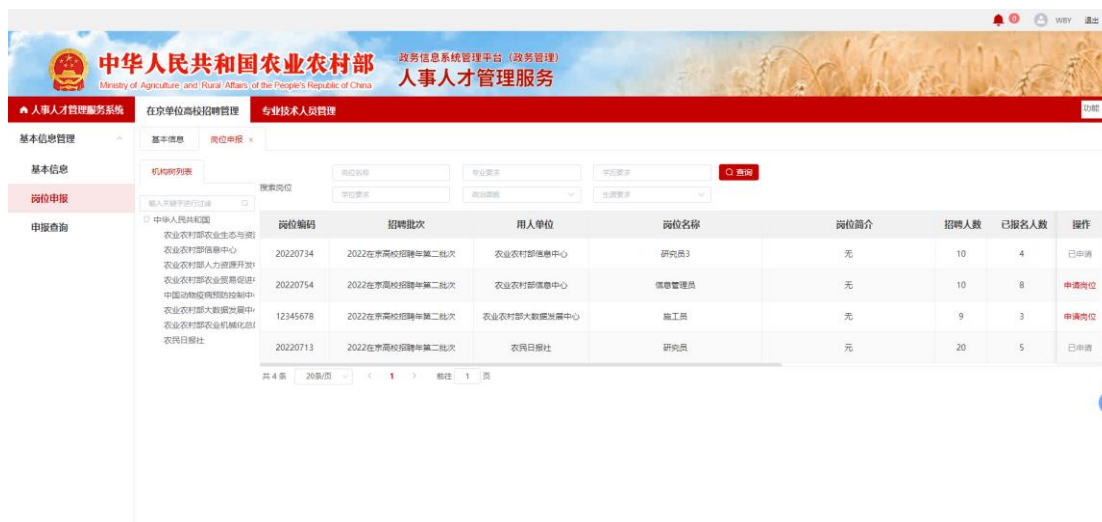 0 WBY 退出
中华人民共和国农业农村部
Ministry of Agriculture and Rural Affairs of the People's Republic of China
政务信息系统管理平台（政务管理）
人事人才管理服务
人事人才管理服务系统 在京单位高校招聘管理 专业技术人员管理 功能
基本信息管理
基本信息
岗位申报
申报查询
基本信息 岗位申报 ×
机构树列表
输入关键字进行过滤
中华人民共和国
农业农村部农业生态与资
农业农村部信息中心
农业农村部人力资源开发
农业农村部农业贸易促进
中国动物疫病预防控制中
农业农村部大数据发展中
农业农村部农业机械化总
农民日报社
搜索岗位
岗位名称 专业要求 学历要求 查询
学位要求 政治面貌 生源要求
岗位编码 招聘批次 用人单位 岗位名称 岗位简介 招聘人数 已报名人数 操作
20220734 2022在京高校招聘年第二批次 农业农村部信息中心 研究员3 无 10 4 已申请
20220754 2022在京高校招聘年第二批次 农业农村部信息中心 信息管理员 无 10 8 申请岗位
12345678 2022在京高校招聘年第二批次 农业农村部大数据发展中心 施工员 无 9 3 申请岗位
20220713 2022在京高校招聘年第二批次 农民日报社 研究员 元 20 5 已申请
共 4 条 20条/页 < 1 > 前往 1 页